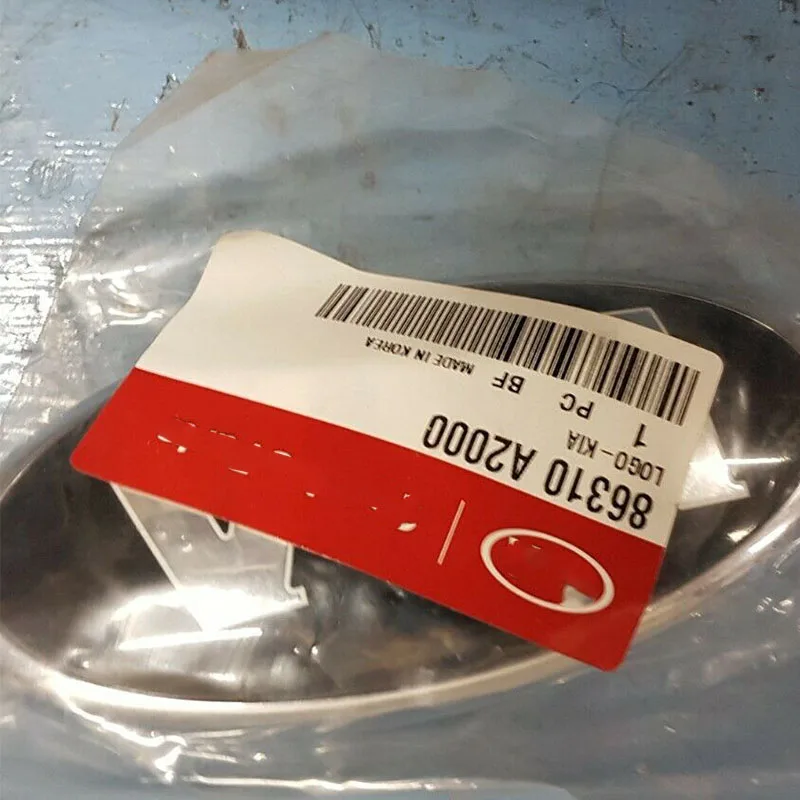 86310 A2000
LOGO-KIA
1 PC BF MADE IN KOREA